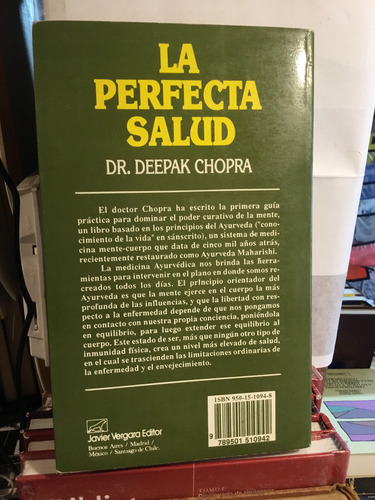 LA
PERFECTA
SALUD
DR. DEEPAK CHOPRA
El doctor Chopra ha escrito la primera guía
práctica para dominar el poder curativo de la mente,
un libro basado en los principios del Ayurveda ("cono-
cimiento de la vida" en sánscrito), un sistema de medi-
cina mente-cuerpo que data de cinco mil años atrás,
recientemente restaurado como Ayurveda Maharishi.
La medicina Ayurvédica nos brinda las herra-
mientas para intervenir en el plano en donde somos re-
creados todos los días. El principio orientador del
Ayurveda es que la mente ejerce en el cuerpo la más
profunda de las influencias, y que la libertad con res-
pecto a la enfermedad depende de que nos pongamos
en contacto con nuestra propia conciencia, poniéndola
en equilibrio, para luego extender ese equilibrio al
cuerpo. Este estado de ser, más que ningún otro tipo de
inmunidad física, crea un nivel más elevado de salud,
en el cual se trascienden las limitaciones ordinarias de
la enfermedad y el envejecimiento.
ISBN 950-15-1094-8
9 789501 510942
Javier Vergara Editor
Buenos Aires / Madrid /
México / Santiago de Chile.
TOMO I